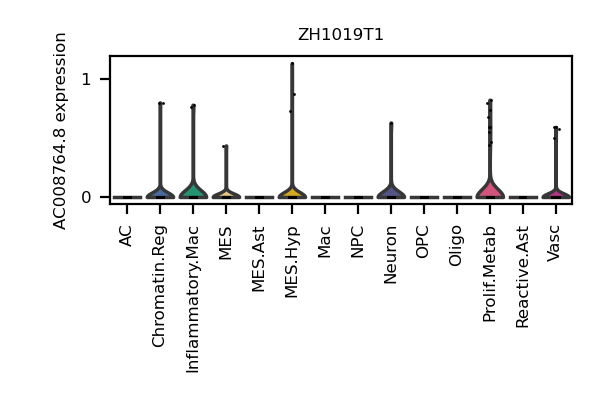 ZH1019T1
AC008764.8 expression
1
0
AC
Chromatin.Reg
Inflammatory.Mac
MES
MES.Ast
MES.Hyp
Mac
NPC
Neuron
OPC
Oligo
Prolif.Metab
Reactive.Ast
Vasc